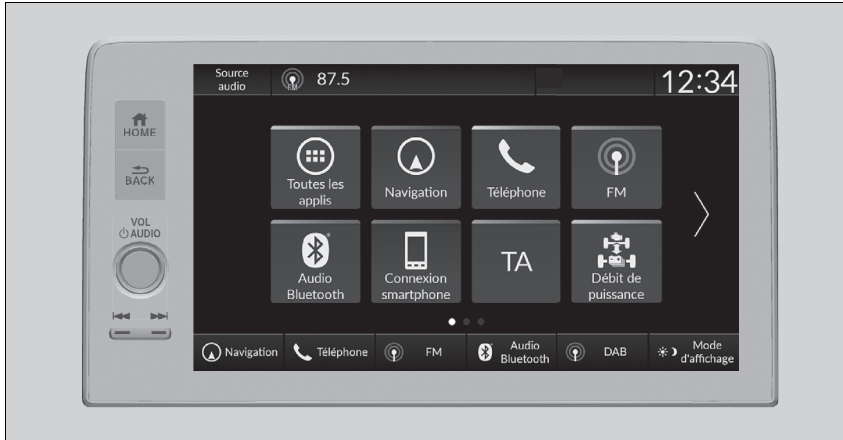 Source
audio
FM
87.5
12:34
HOME
BACK
VOL
AUDIO
Toutes les
applis
Navigation
Téléphone
FM
Audio
Bluetooth
Connexion
smartphone
TA
Débit de
puissance
Navigation
Téléphone
FM
Audio
Bluetooth
DAB
Mode
d'affichage